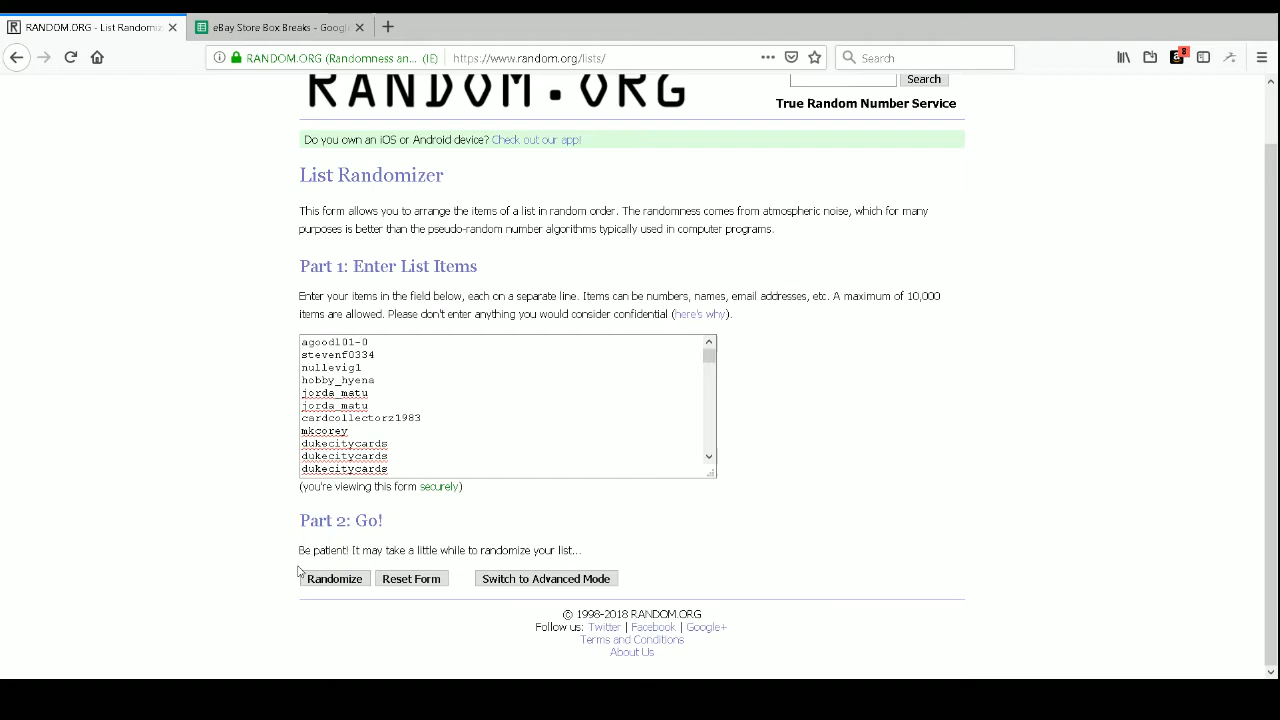 RANDOM.ORG - List Randomiz
eBay Store Box Breaks - Googl
RANDOM.ORG (Randomness an... (IE)
https://www.random.org/lists/
Search
8
RANDOM.ORG
Search
True Random Number Service
Do you own an iOS or Android device? Check out our app!
List Randomizer
This form allows you to arrange the items of a list in random order. The randomness comes from atmospheric noise, which for many
purposes is better than the pseudo-random number algorithms typically used in computer programs.
Part 1: Enter List Items
Enter your items in the field below, each on a separate line. Items can be numbers, names, email addresses, etc. A maximum of 10,000
items are allowed. Please don't enter anything you would consider confidential (here's why).
agood101-0
stevenf0334
nullevig1
hobby_hyena
jorda_matu
jorda_matu
cardcollectorz1983
mkcorey
dukecitycards
dukecitycards
dukecitycards
(you're viewing this form securely)
Part 2: Go!
Be patient! It may take a little while to randomize your list...
Randomize
Reset Form
Switch to Advanced Mode
© 1998-2018 RANDOM.ORG
Follow us: Twitter | Facebook | Google+
Terms and Conditions
About Us